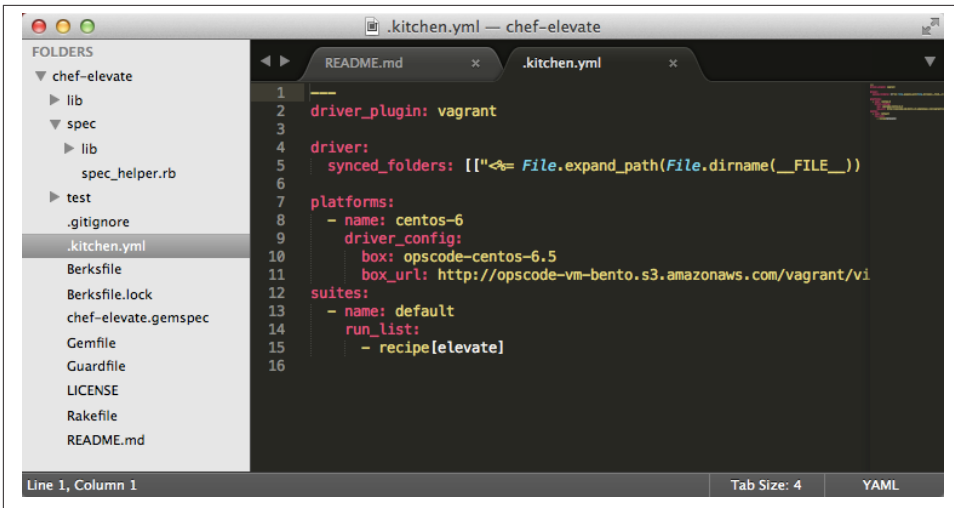 .kitchen.yml — chef-elevate
FOLDERS
chef-elevate
lib
spec
lib
spec_helper.rb
test
.gitignore
.kitchen.yml
Berksfile
Berksfile.lock
chef-elevate.gemspec
Gemfile
Guardfile
LICENSE
Rakefile
README.md
README.md × .kitchen.yml ×
1 ---
2 driver_plugin: vagrant
3
4 driver:
5 synced_folders: [["<%= File.expand_path(File.dirname(__FILE__))
6
7 platforms:
8 - name: centos-6
9 driver_config:
10 box: opscode-centos-6.5
11 box_url: http://opscode-vm-bento.s3.amazonaws.com/vagrant/vi
12 suites:
13 - name: default
14 run_list:
15 - recipe[elevate]
16
Line 1, Column 1 Tab Size: 4 YAML